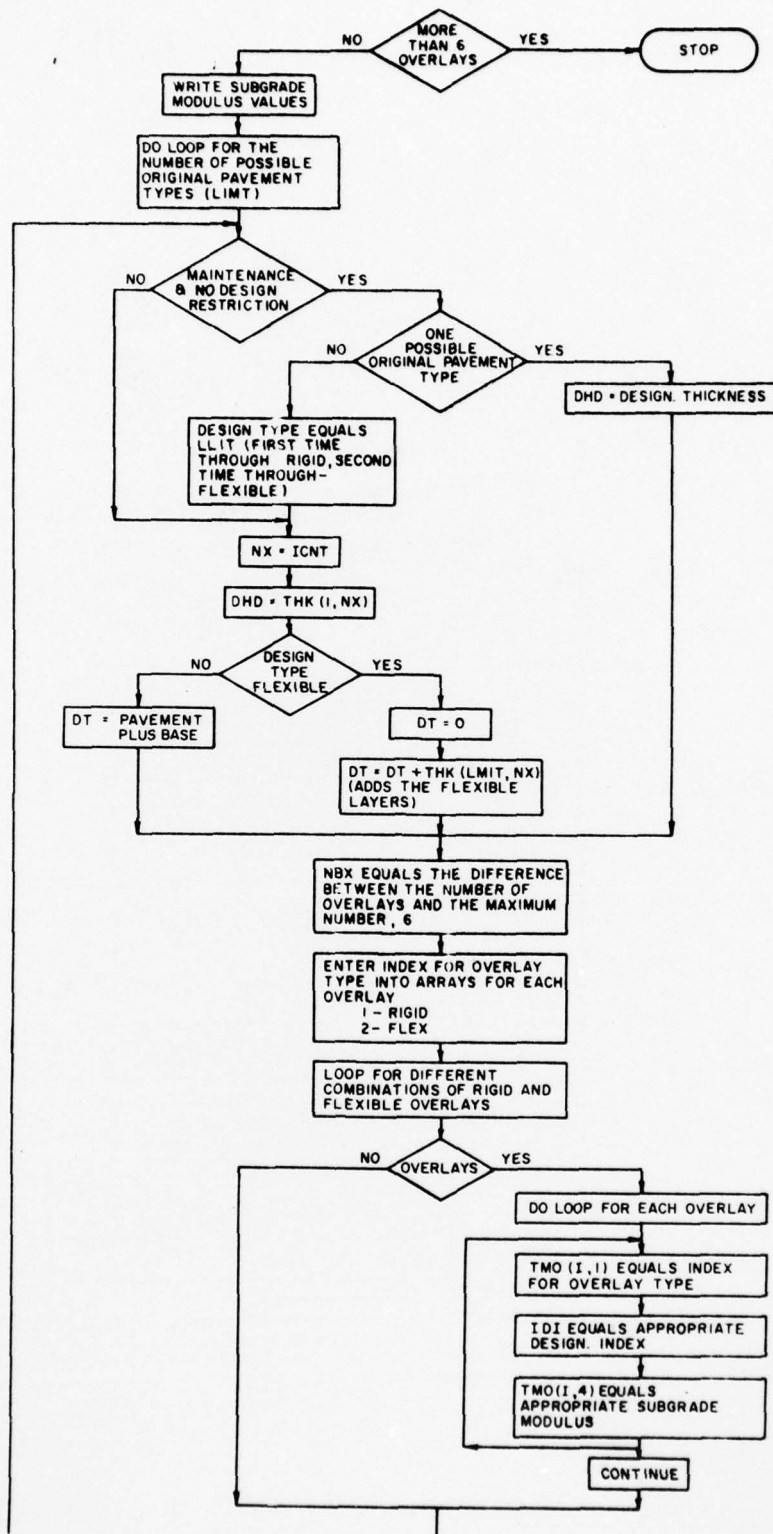 MORE
THAN 6
OVERLAYS
NO
YES
STOP
WRITE SUBGRADE
MODULUS VALUES
DO LOOP FOR THE
NUMBER OF POSSIBLE
ORIGINAL PAVEMENT
TYPES (LIMT)
MAINTENANCE
& NO DESIGN
RESTRICTION
NO
YES
ONE
POSSIBLE
ORIGINAL PAVEMENT
TYPE
NO
YES
DHD = DESIGN. THICKNESS
DESIGN TYPE EQUALS
LLIT (FIRST TIME
THROUGH RIGID, SECOND
TIME THROUGH-
FLEXIBLE)
NX = ICNT
DHD = THK (1, NX)
DESIGN
TYPE
FLEXIBLE
NO
YES
DT = PAVEMENT
PLUS BASE
DT = 0
DT = DT + THK (LMIT, NX)
(ADDS THE FLEXIBLE
LAYERS)
NBX EQUALS THE DIFFERENCE
BETWEEN THE NUMBER OF
OVERLAYS AND THE MAXIMUM
NUMBER, 6
ENTER INDEX FOR OVERLAY
TYPE INTO ARRAYS FOR EACH
OVERLAY
1 - RIGID
2 - FLEX
LOOP FOR DIFFERENT
COMBINATIONS OF RIGID AND
FLEXIBLE OVERLAYS
NO
OVERLAYS
YES
DO LOOP FOR EACH OVERLAY
TMO (I,1) EQUALS INDEX
FOR OVERLAY TYPE
IDI EQUALS APPROPRIATE
DESIGN. INDEX
TMO(I,4) EQUALS
APPROPRIATE SUBGRADE
MODULUS
CONTINUE